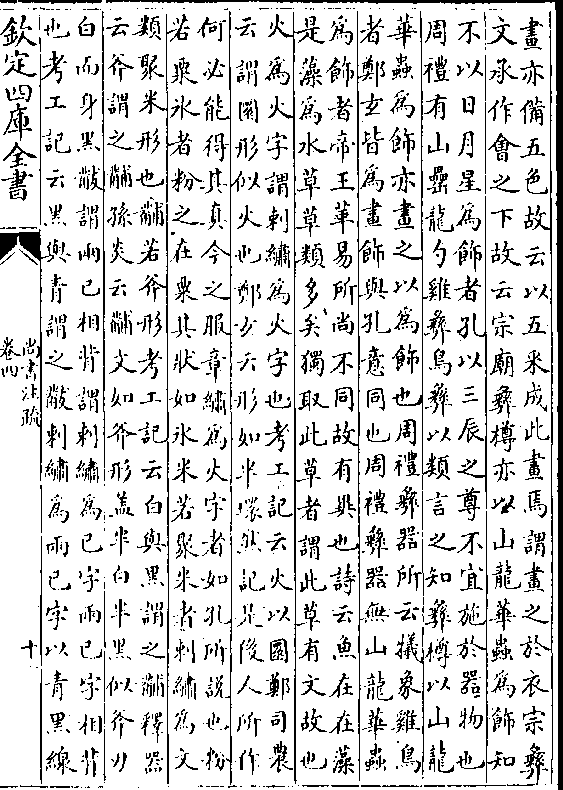 畫亦備五色故云以五采成此畫焉謂畫之於衣宗彝
文承作會之下故云宗廟彝樽亦以山龍華蟲為飾知
不以日月星為飾者孔以三辰之尊不宜施於器物也
周禮有山罍龍勺雞彝鳥彝以類言之知彝樽以山龍
華蟲為飾亦畫之以為飾也周禮彝器所云犧象雞鳥
者鄭玄皆為畫飾與孔意同也周禮彝器無山龍華蟲
為飾者帝王革易所尚不同故有異也詩云魚在在藻
是藻為水草草類多矣獨取此草者謂此草有文故也
火為火字謂刺繡為火字也考工記云火以圜鄭司農
云謂圜形似火也鄭玄云形如半環然記是後人所作
何必能得其真今之服章繡為火字者如孔所說也粉
若粟氷者粉之在粟其狀如氷米若聚米者刺繡為文
類聚米形也黼若斧形考工記云白與黑謂之黼釋器
云斧謂之黼孫炎云黼文如斧形蓋半白半黑似斧刃
白而身黑黻謂兩已相背謂刺繡為已字兩已字相背
也考工記云黑與青謂之黻刺繡為兩已字以青黑線
欽定四庫全書
尚書注疏
卷四
十